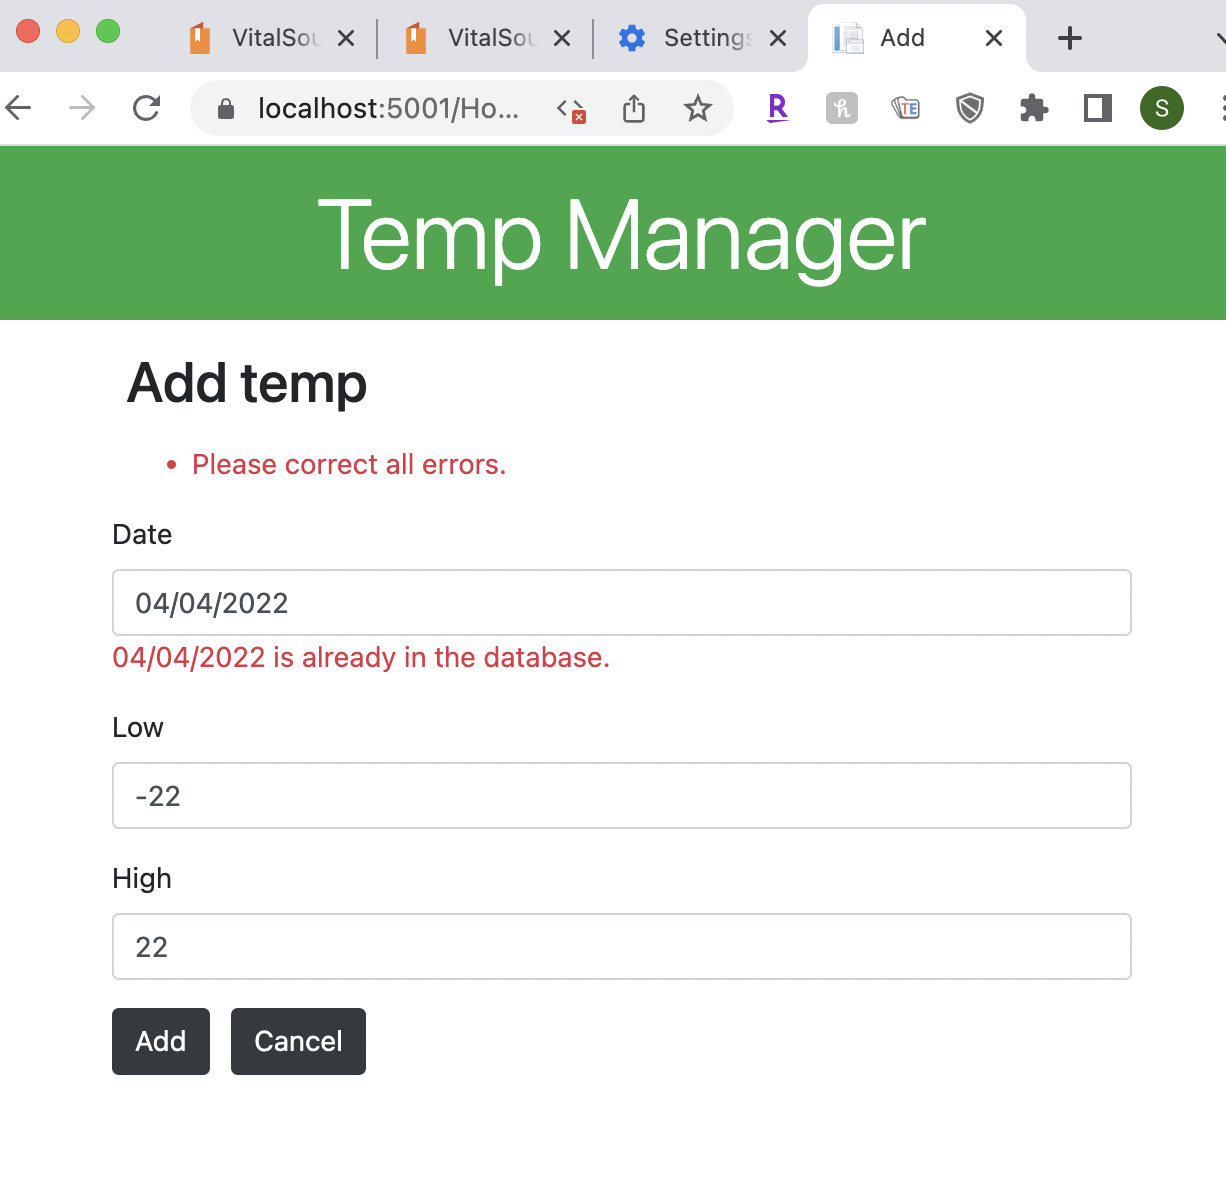 VitalSou
VitalSou
Settings
Add
localhost:5001/Ho...
R
h
TE
S
Temp Manager
Add temp
• Please correct all errors.
Date
04/04/2022
04/04/2022 is already in the database.
Low
-22
High
22
Add
Cancel